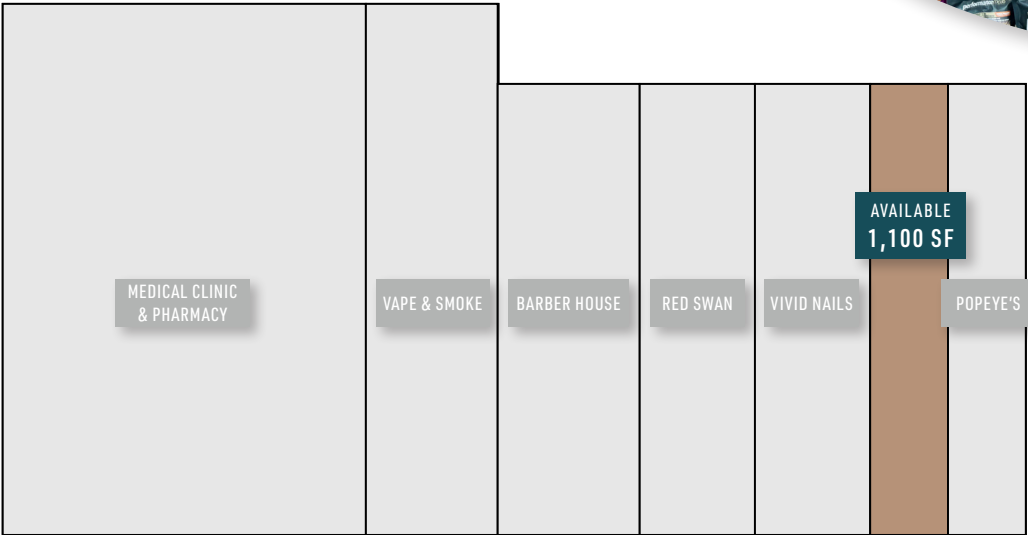 AVAILABLE
1,100 SF
MEDICAL CLINIC
& PHARMACY
VAPE & SMOKE
BARBER HOUSE
RED SWAN
VIVID NAILS
POPEYE'S